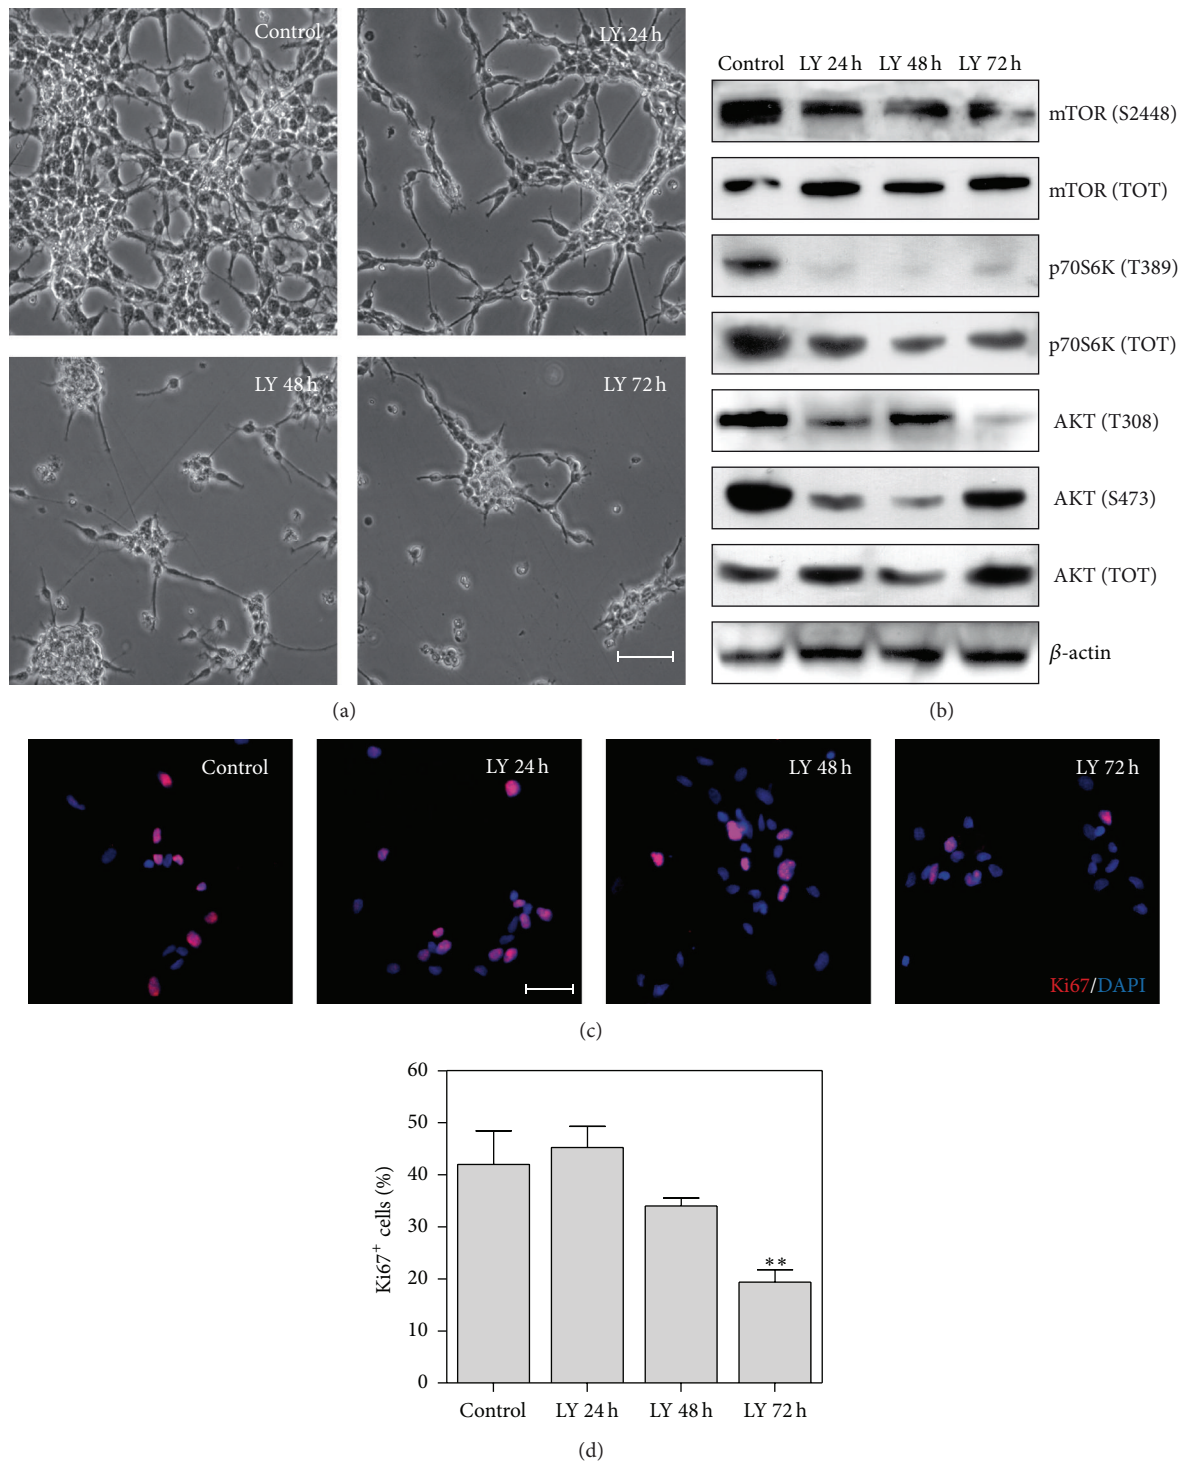 Control
LY 24 h
LY 48 h
LY 72 h
(a)
Control LY 24 h LY 48 h LY 72 h
mTOR (S2448)
mTOR (TOT)
p70S6K (T389)
p70S6K (TOT)
AKT (T308)
AKT (S473)
AKT (TOT)
β-actin
(b)
Control
LY 24 h
LY 48 h
LY 72 h
Ki67/DAPI
(c)
60
50
40
30
20
10
0
Ki67⁺ cells (%)
**
Control LY 24 h LY 48 h LY 72 h
(d)